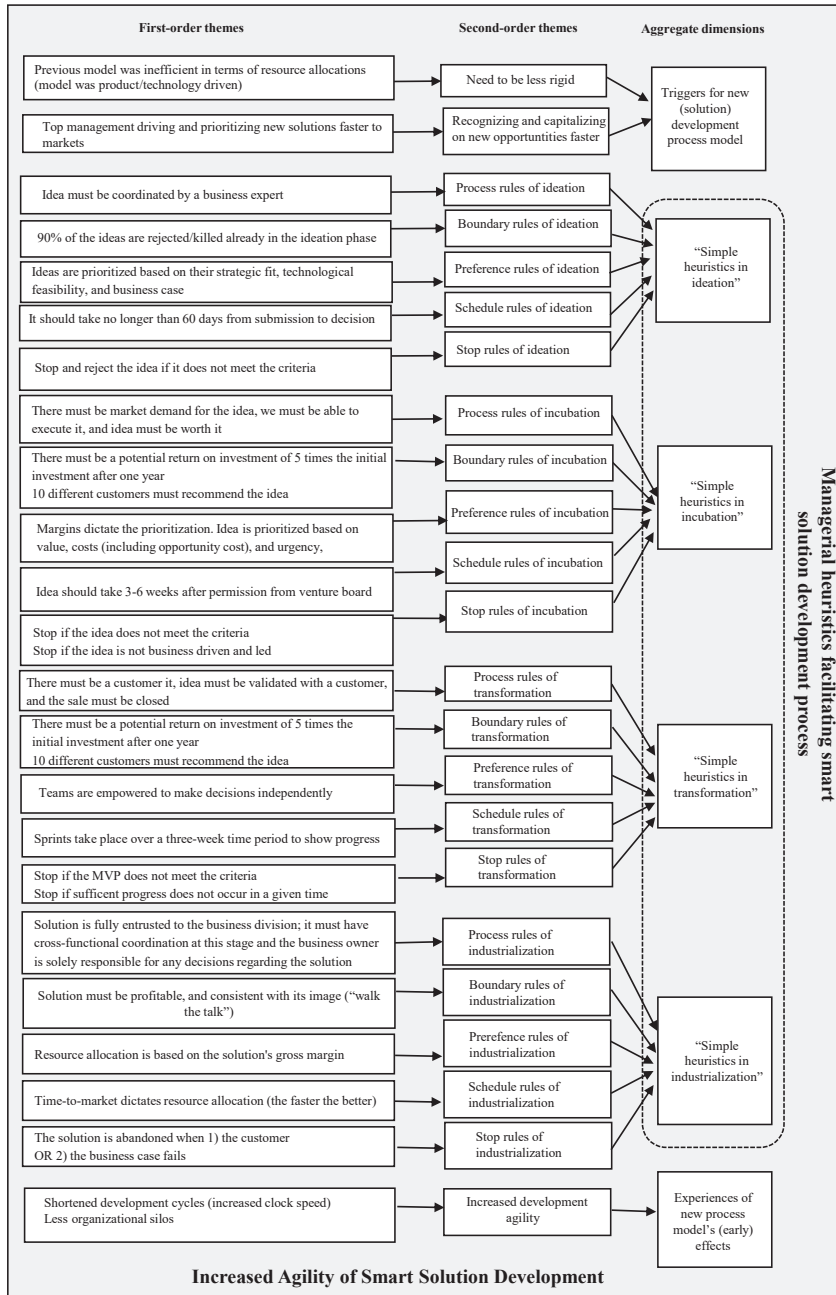 First-order themes
Second-order themes
Aggregate dimensions
Previous model was inefficient in terms of resource allocations
(model was product/technology driven)
Need to be less rigid
Triggers for new
(solution)
development
process model
Top management driving and prioritizing new solutions faster to
markets
Recognizing and capitalizing
on new opportuntities faster
Idea must be coordinated by a business expert
Process rules of ideation
90% of the ideas are rejected/killed already in the ideation phase
Boundary rules of ideation
Ideas are prioritized based on their strategic fit, technological
feasibility, and business case
Preference rules of ideation
“Simple
heuristics in
ideation”
It should take no longer than 60 days from submission to decision
Schedule rules of ideation
Stop and reject the idea if it does not meet the criteria
Stop rules of ideation
There must be market demand for the idea, we must be able to
execute it, and idea must be worth it
Process rules of incubation
There must be a potential return on investment of 5 times the initial
investment after one year
10 different customers must recommend the idea
Boundary rules of incubation
Margins dictate the prioritization. Idea is prioritized based on
value, costs (including opportunity cost), and urgency,
Preference rules of incubation
“Simple
heuristics in
incubation”
Idea should take 3-6 weeks after permission from venture board
Schedule rules of incubation
Stop if the idea does not meet the criteria
Stop if the idea is not business driven and led
Stop rules of incubation
There must be a customer it, idea must be validated with a customer,
and the sale must be closed
Process rules of
transformation
There must be a potential return on investment of 5 times the
initial investment after one year
10 different customers must recommend the idea
Boundary rules of
transformation
Teams are empowered to make decisions independently
Preference rules of
transformation
“Simple
heuristics in
transformation”
Sprints take place over a three-week time period to show progress
Schedule rules of
transformation
Stop if the MVP does not meet the criteria
Stop if sufficent progress does not occur in a given time
Stop rules of
transformation
Solution is fully entrusted to the business division; it must have
cross-functional coordination at this stage and the business owner
is solely responsible for any decisions regarding the solution
Process rules of
industrialization
Solution must be profitable, and consistent with its image (“walk
the talk”)
Boundary rules of
industrialization
Resource allocation is based on the solution's gross margin
Prerefence rules of
industrialization
“Simple
heuristics in
industrialization”
Time-to-market dictates resource allocation (the faster the better)
Schedule rules of
industrialization
The solution is abandoned when 1) the customer
OR 2) the business case fails
Stop rules of
industrialization
Shortened development cycles (increased clock speed)
Less organizational silos
Increased development
agility
Experiences of
new process
model’s (early)
effects
Managerial heuristics facilitating smart
solution development process
Increased Agility of Smart Solution Development